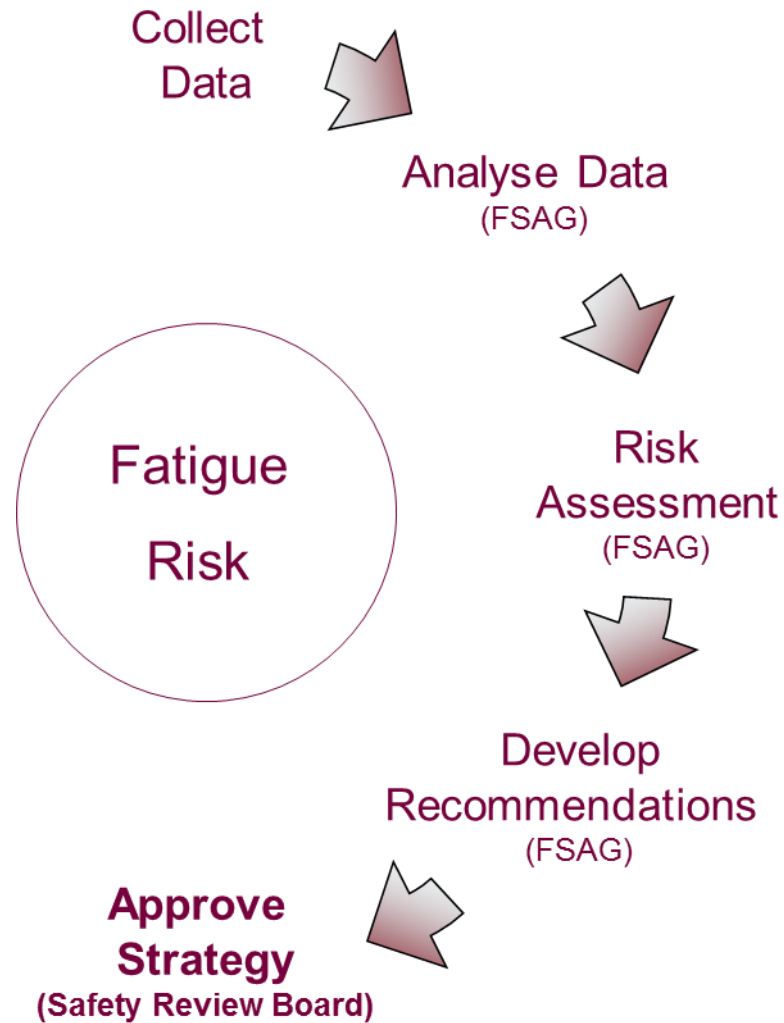 Collect
Data
Analyse Data
(FSAG)
Risk
Assessment
(FSAG)
Fatigue
Risk
Develop
Recommendations
(FSAG)
Approve
Strategy
(Safety Review Board)